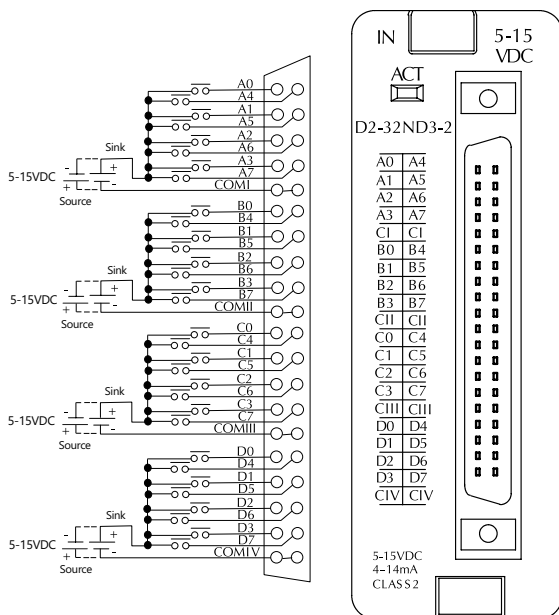 A0
A4
A1
A5
A2
A6
A3
A7
COMI
Sink
- - +
5-15VDC
+ + -
Source
B0
B4
B1
B5
B2
B6
B3
B7
COMII
Sink
- - +
5-15VDC
+ + -
Source
C0
C4
C1
C5
C2
C6
C3
C7
COMIII
Sink
- - +
5-15VDC
+ + -
Source
D0
D4
D1
D5
D2
D6
D3
D7
COMIV
Sink
- - +
5-15VDC
+ + -
Source
IN
5-15
VDC
ACT
D2-32ND3-2
A0 A4
A1 A5
A2 A6
A3 A7
CI CI
B0 B4
B1 B5
B2 B6
B3 B7
CII CII
C0 C4
C1 C5
C2 C6
C3 C7
CIII CIII
D0 D4
D1 D5
D2 D6
D3 D7
CIV CIV
5-15VDC
4-14mA
CLASS2